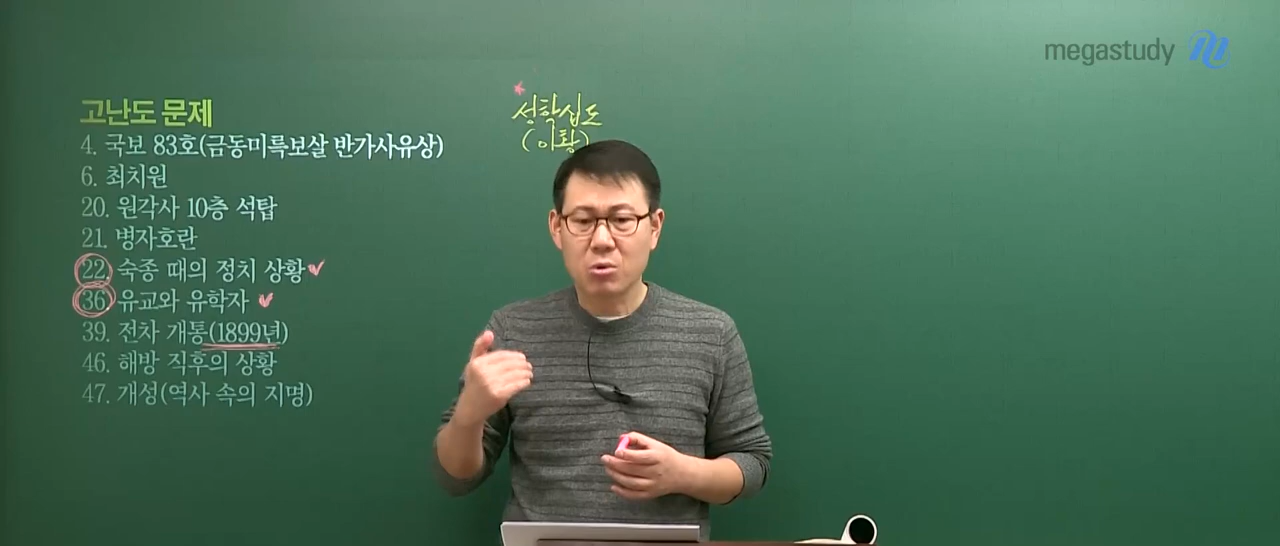 megastudy
고난도 문제
4. 국보 83호(금동미륵보살 반가사유상)
6. 최치원
20. 원각사 10층 석탑
21. 병자호란
22. 숙종 때의 정치 상황
36. 유교와 유학자
39. 전차 개통(1899년)
46. 해방 직후의 상황
47. 개성(역사 속의 지명)
성학십도
(이황)